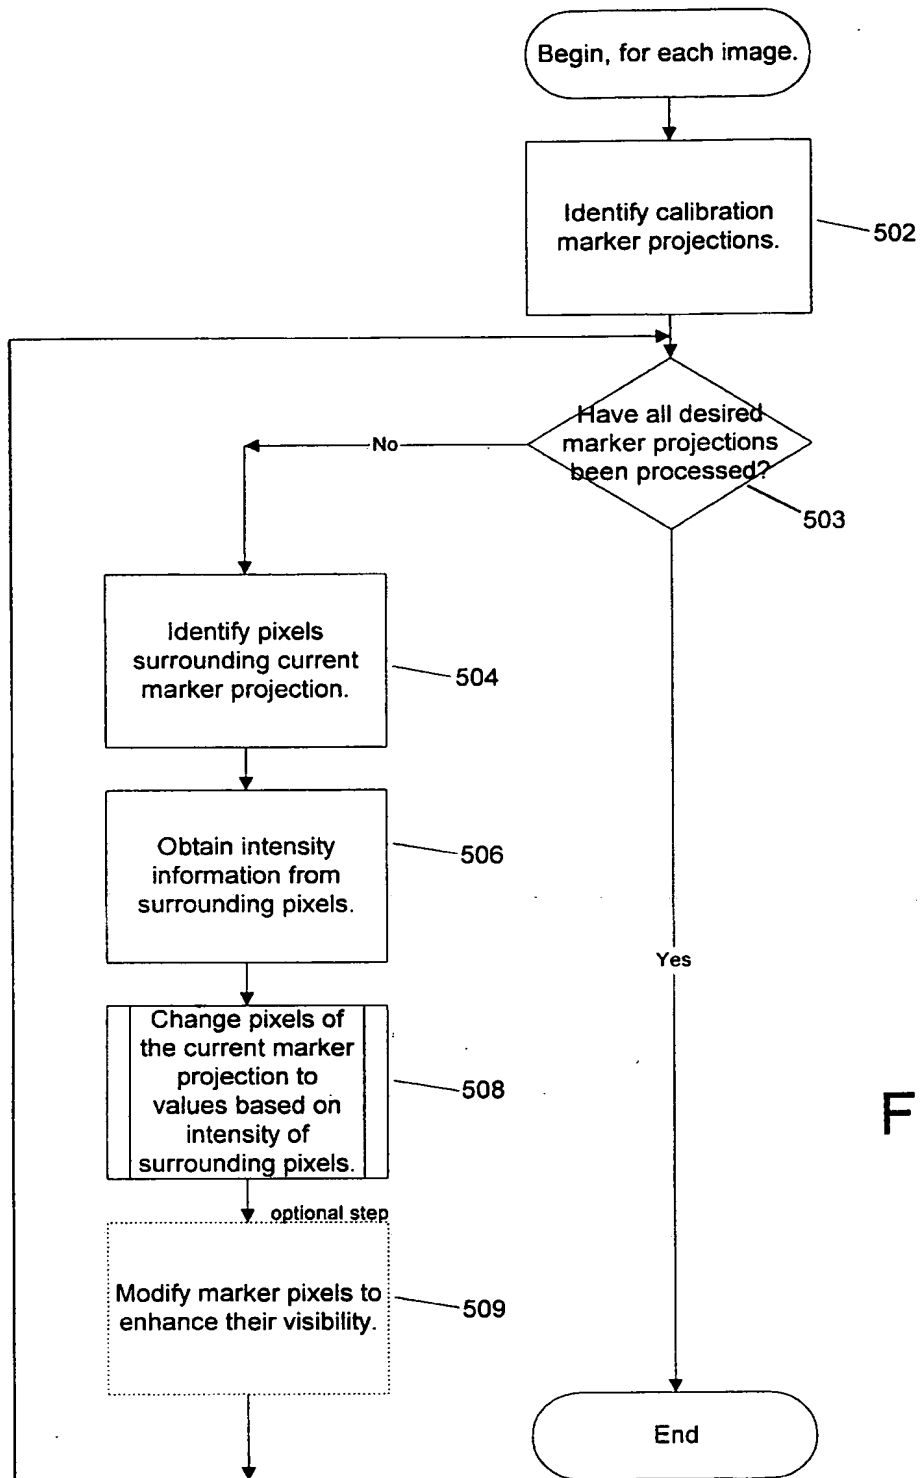 Begin, for each image.
Identify calibration
marker projections.
502
Have all desired
marker projections
been processed?
503
No
Identify pixels
surrounding current
marker projection.
504
Obtain intensity
information from
surrounding pixels.
506
Yes
Change pixels of
the current marker
projection to
values based on
intensity of
surrounding pixels.
508
F
optional step
Modify marker pixels to
enhance their visibility.
509
End